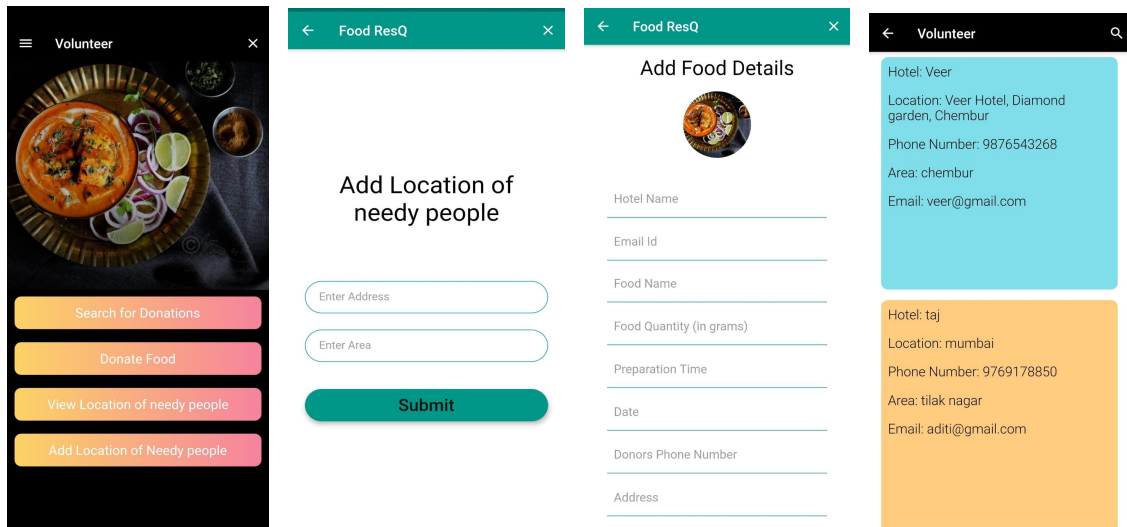 Volunteer
Search for Donations
Donate Food
View Location of needy people
Add Location of Needy people
Food ResQ
Add Location of
needy people
Enter Address
Enter Area
Submit
Food ResQ
Add Food Details
Hotel Name
Email Id
Food Name
Food Quantity (in grams)
Preparation Time
Date
Donors Phone Number
Address
Volunteer
Hotel: Veer
Location: Veer Hotel, Diamond
garden, Chembur
Phone Number: 9876543268
Area: chembur
Email: veer@gmail.com
Hotel: taj
Location: mumbai
Phone Number: 9769178850
Area: tilak nagar
Email: aditi@gmail.com